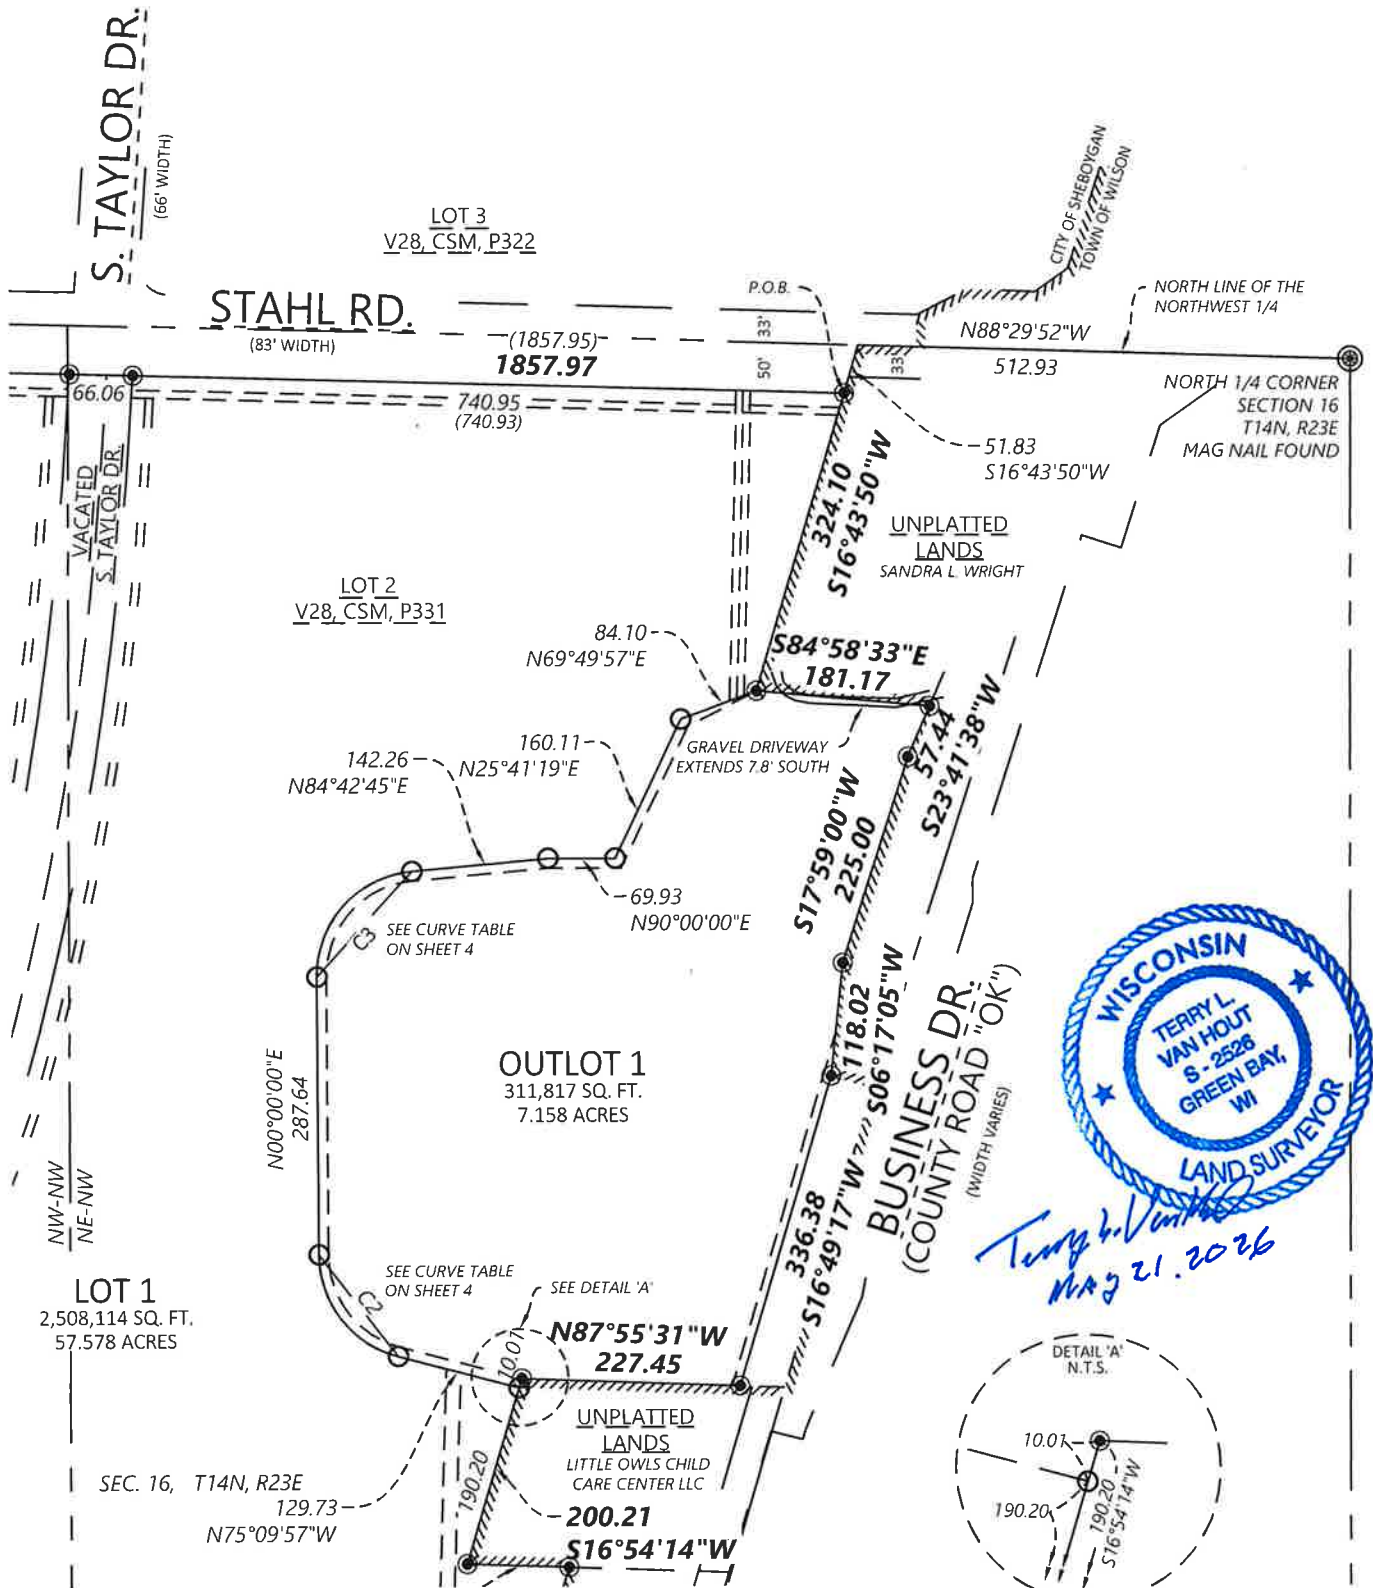 S. TAYLOR DR.
(66' WIDTH)
LOT 3
V28, CSM, P322
CITY OF SHEBOYGAN
TOWN OF WILSON
STAHL RD.
(83' WIDTH)
(1857.95)
1857.97
P.O.B.
33'
50'
33'
NORTH LINE OF THE
NORTHWEST 1/4
N88°29'52"W
512.93
NORTH 1/4 CORNER
SECTION 16
T14N, R23E
MAG NAIL FOUND
66.06
740.95
(740.93)
51.83
S16°43'50"W
VACATED
S. TAYLOR DR.
324.10
S16°43'50"W
UNPLATTED
LANDS
SANDRA L. WRIGHT
LOT 2
V28, CSM, P331
84.10
N69°49'57"E
S84°58'33"E
181.17
57.44
S23°41'38"W
GRAVEL DRIVEWAY
EXTENDS 7.8' SOUTH
160.11
N25°41'19"E
142.26
N84°42'45"E
S17°59'00"W
225.00
69.93
N90°00'00"E
C3
SEE CURVE TABLE
ON SHEET 4
118.02
S06°17'05"W
BUSINESS DR.
(COUNTY ROAD "OK")
(WIDTH VARIES)
OUTLOT 1
311,817 SQ. FT.
7.158 ACRES
N00°00'00"E
287.64
WISCONSIN
TERRY L.
VAN HOUT
S - 2526
GREEN BAY,
WI
LAND SURVEYOR
May 21. 2026
NW-NW
NE-NW
336.38
S16°49'17"W
LOT 1
2,508,114 SQ. FT.
57.578 ACRES
SEE CURVE TABLE
ON SHEET 4
C2
SEE DETAIL 'A'
10.01
N87°55'31"W
227.45
UNPLATTED
LANDS
LITTLE OWLS CHILD
CARE CENTER LLC
190.20
SEC. 16, T14N, R23E
129.73
N75°09'57"W
200.21
S16°54'14"W
DETAIL 'A'
N.T.S.
10.01
190.20
190.20
S16°54'14"W